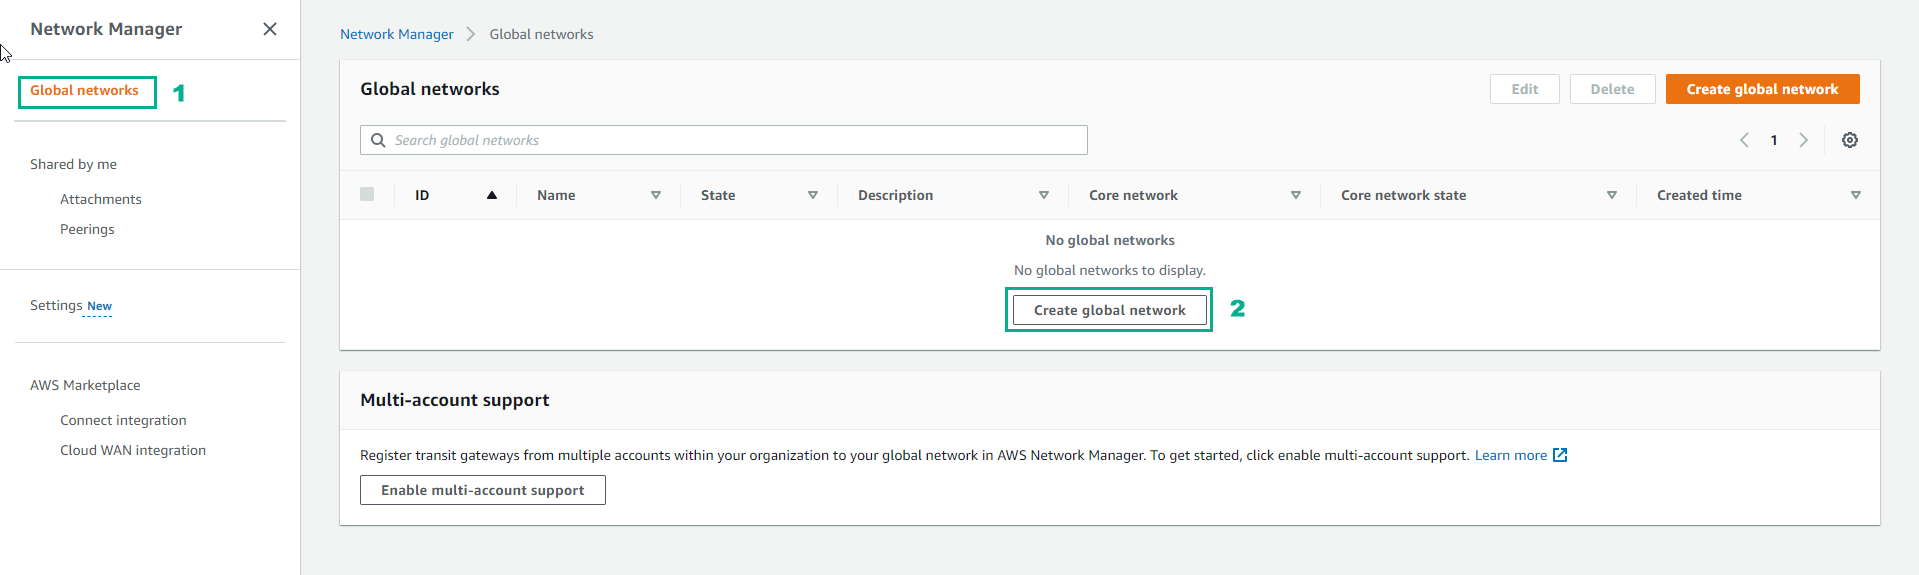 Network Manager
Global networks 1
Shared by me
Attachments
Peerings
Settings New
AWS Marketplace
Connect integration
Cloud WAN integration
Network Manager Global networks
Global networks Edit Delete Create global network
Search global networks 1
ID Name State Description Core network Core network state Created time
No global networks
No global networks to display.
Create global network 2
Multi-account support
Register transit gateways from multiple accounts within your organization to your global network in AWS Network Manager. To get started, click enable multi-account support. Learn more
Enable multi-account support